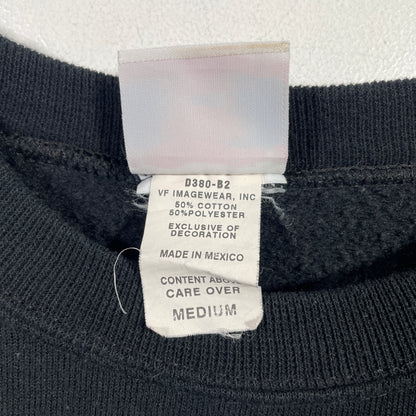 D380-B2
VF IMAGEWEAR, INC
50% COTTON
50%POLYESTER
EXCLUSIVE OF
DECORATION
MADE IN MEXICO
CONTENT ABOVE
CARE OVER
MEDIUM